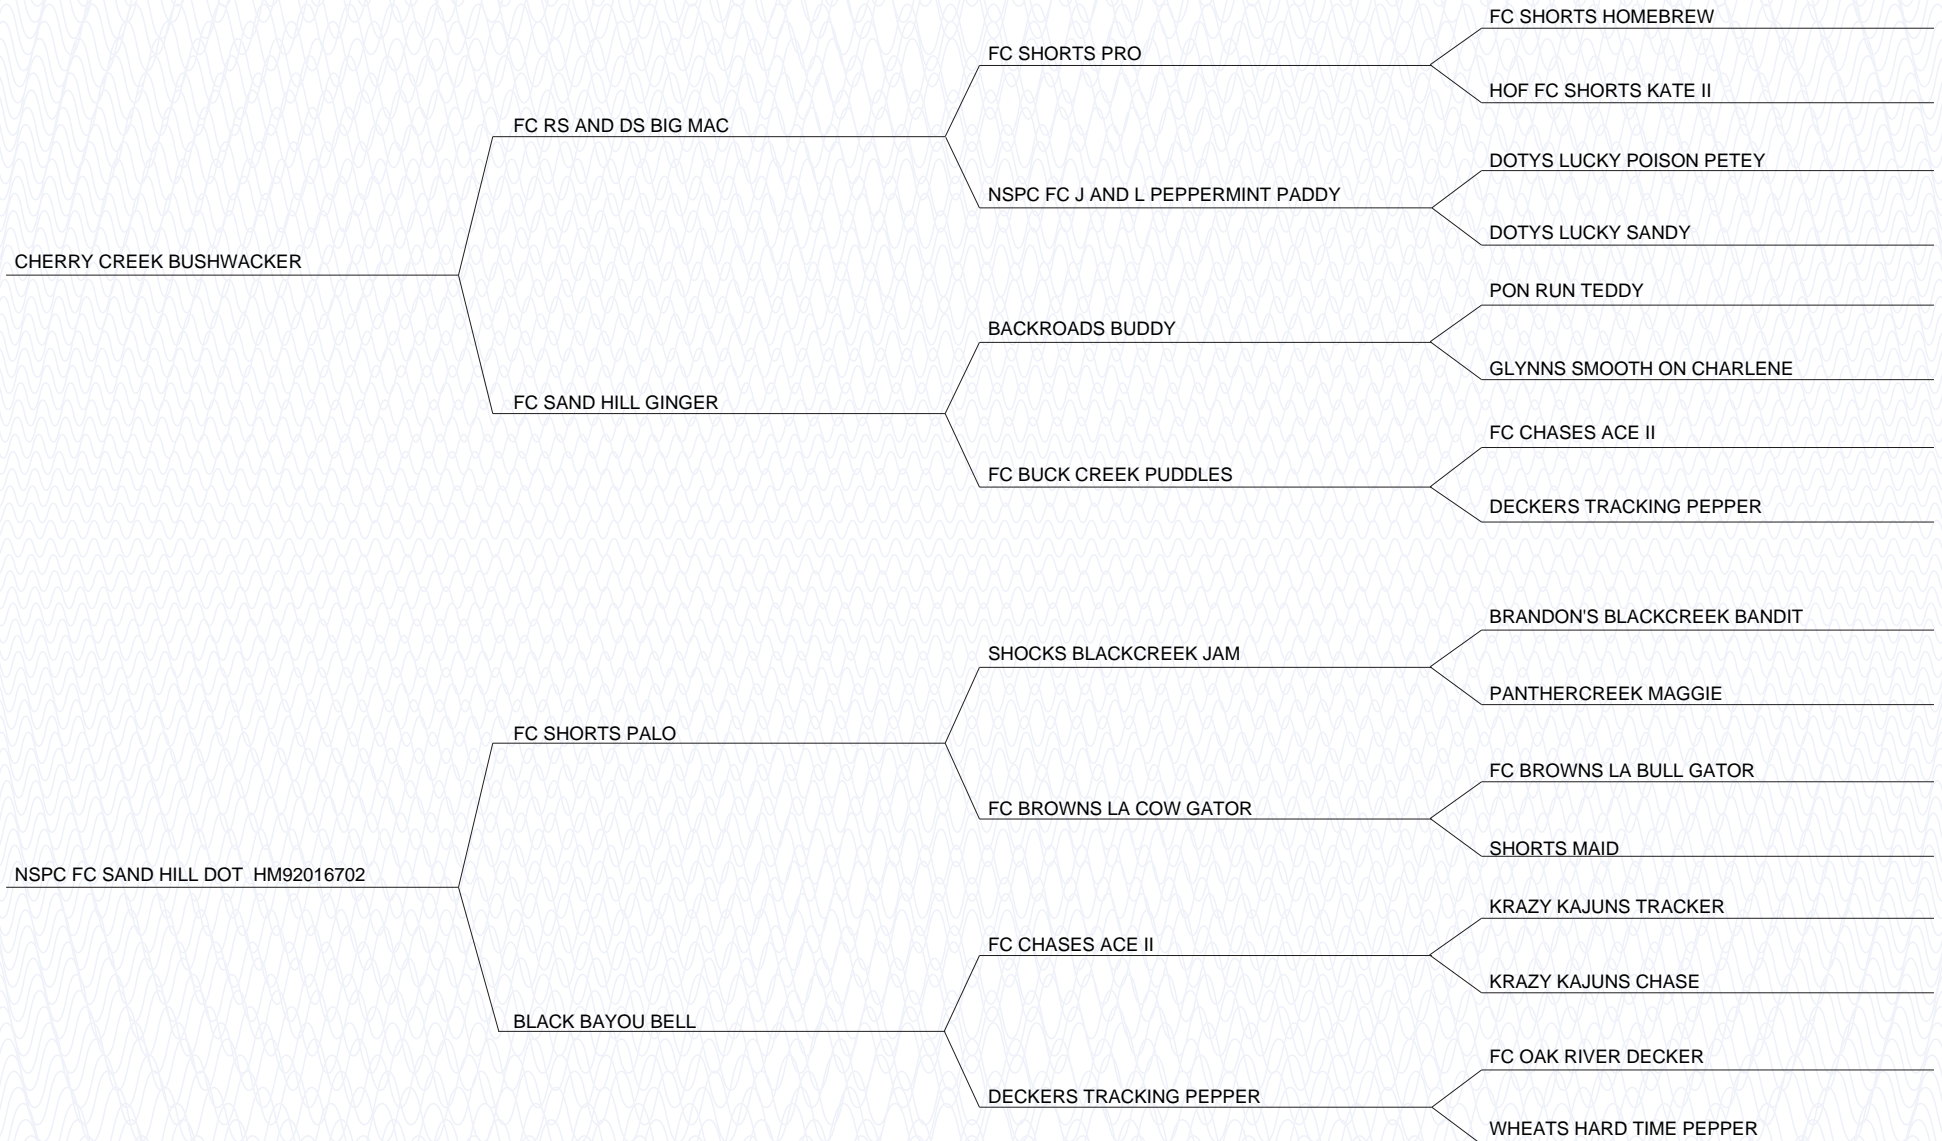 FC SHORTS HOMEBREW
FC SHORTS PRO
HOF FC SHORTS KATE II
FC RS AND DS BIG MAC
DOTYS LUCKY POISON PETEY
NSPC FC J AND L PEPPERMINT PADDY
DOTYS LUCKY SANDY
CHERRY CREEK BUSHWACKER
PON RUN TEDDY
BACKROADS BUDDY
GLYNNS SMOOTH ON CHARLENE
FC SAND HILL GINGER
FC CHASES ACE II
FC BUCK CREEK PUDDLES
DECKERS TRACKING PEPPER
BRANDON'S BLACKCREEK BANDIT
SHOCKS BLACKCREEK JAM
PANTHERCREEK MAGGIE
FC SHORTS PALO
FC BROWNS LA BULL GATOR
FC BROWNS LA COW GATOR
SHORTS MAID
NSPC FC SAND HILL DOT  HM92016702
KRAZY KAJUNS TRACKER
FC CHASES ACE II
KRAZY KAJUNS CHASE
BLACK BAYOU BELL
FC OAK RIVER DECKER
DECKERS TRACKING PEPPER
WHEATS HARD TIME PEPPER